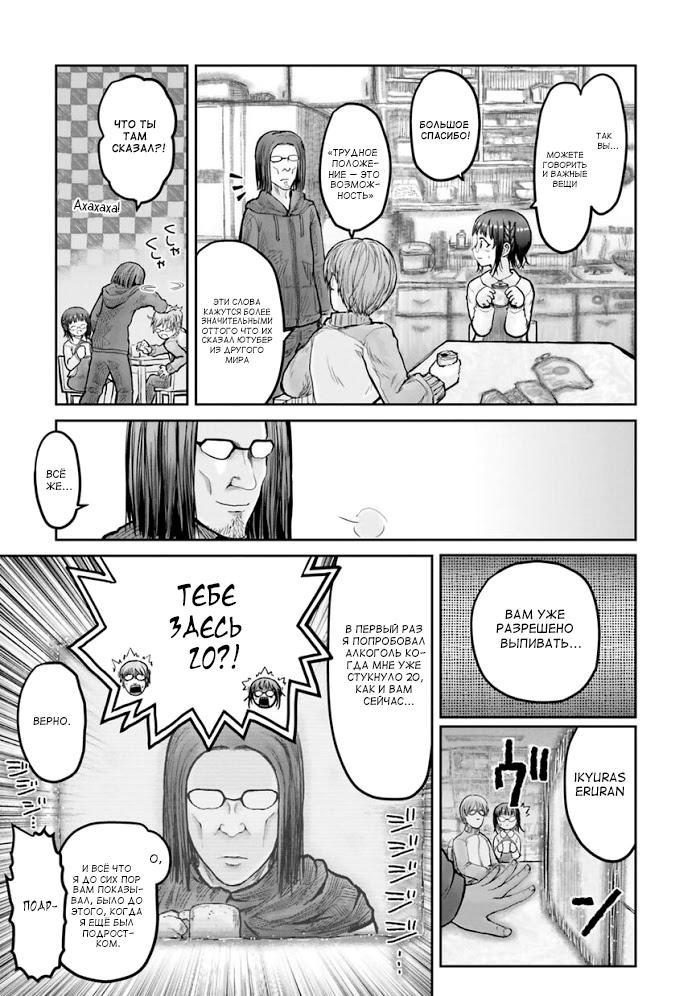 ТАК
ВЫ...
МОЖЕТЕ
ГОВОРИТЬ
И ВАЖНЫЕ
ВЕЩИ
БОЛЬШОЕ
СПАСИБО!
«ТРУДНОЕ
ПОЛОЖЕ-
НИЕ — ЭТО
ВОЗМОЖ-
НОСТЬ»
ЭТИ СЛОВА
КАЖУТСЯ БОЛЕЕ
ЗНАЧИТЕЛЬНЫМИ
ОТТОГО ЧТО ИХ
СКАЗАЛ ЮТУБЕР
ИЗ ДРУГОГО
МИРА
ЧТО ТЫ
ТАМ
СКАЗАЛ?!
Ахахаха!
ВСЁ
ЖЕ...
ВАМ УЖЕ
РАЗРЕШЕНО
ВЫПИВАТЬ...
IKYURAS
ERURAN
В ПЕРВЫЙ РАЗ
Я ПОПРОБОВАЛ
АЛКОГОЛЬ КО-
ГДА МНЕ УЖЕ
СТУКНУЛО 20,
КАК И ВАМ
СЕЙЧАС...
ТЕБЕ
ЗДЕСЬ
20?!
ВЕРНО.
О,
И ВСЁ ЧТО
Я ДО СИХ ПОР
ВАМ ПОКАЗЫ-
ВАЛ, БЫЛО ДО
ЭТОГО, КОГДА
Я ЕЩЁ БЫЛ
ПОДРОСТ-
КОМ.
ПОДР-